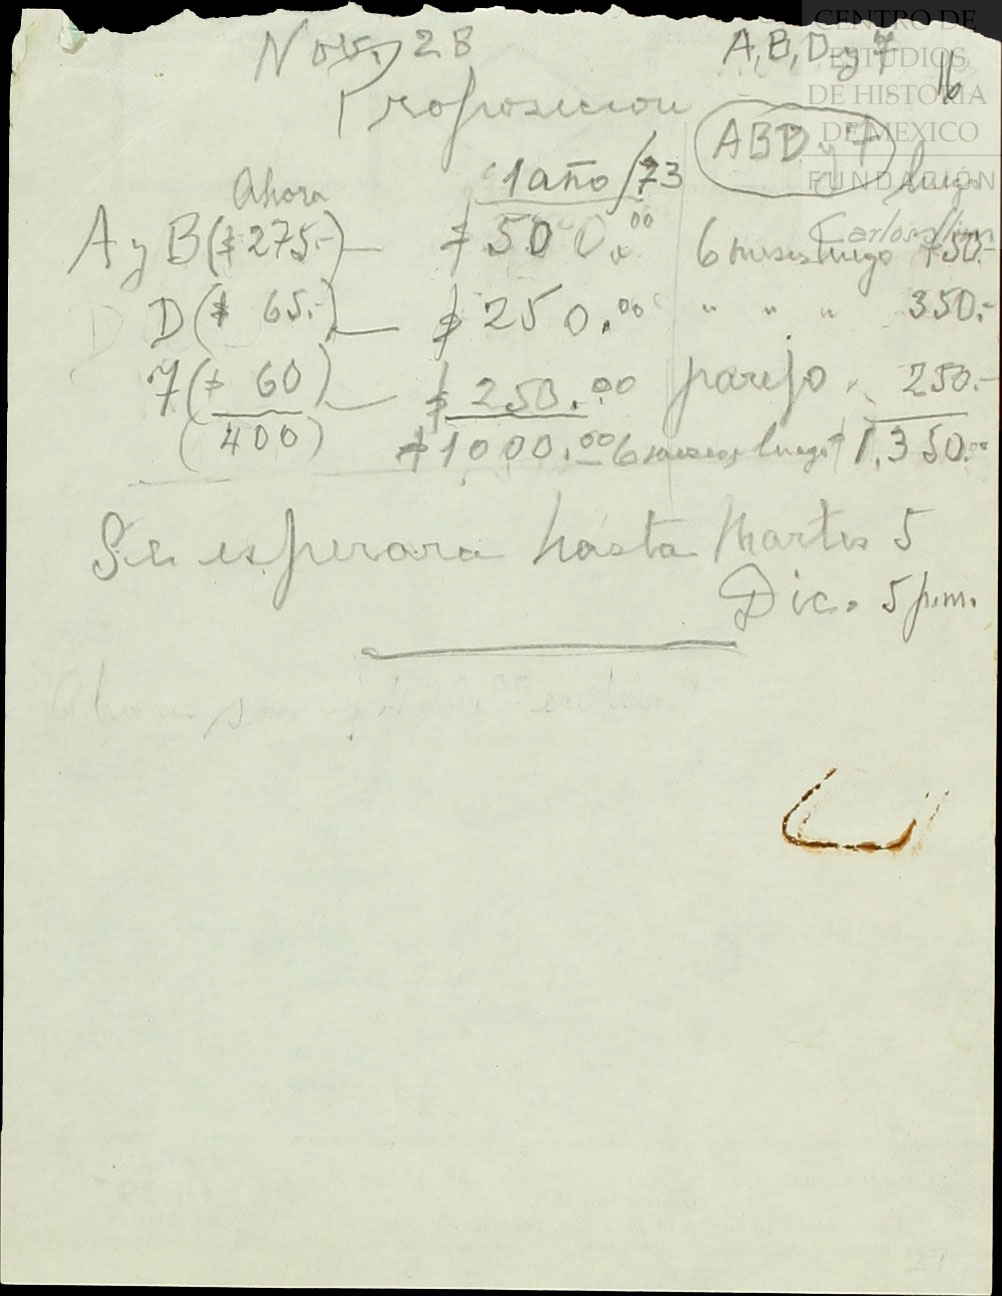 Nov. 28 A, B, D y 7
16
Proposicion
ABD y 7
Ahora 1 año /73 luego
A y B ($275.-) — $500.00 6 meses luego 750.-
D ($ 65.-) — $250.00 " " " 350.-
7 ($ 60) — $250.00 parejo 250.-
(400) $1000.00 6 meses luego $1,350.00
Se esperara hasta Martes 5
Dic. 5 p.m.
Ahora son
CENTRO DE
ESTUDIOS
DE HISTORIA
DE MEXICO
FUNDACIÓN
Carlos Slim